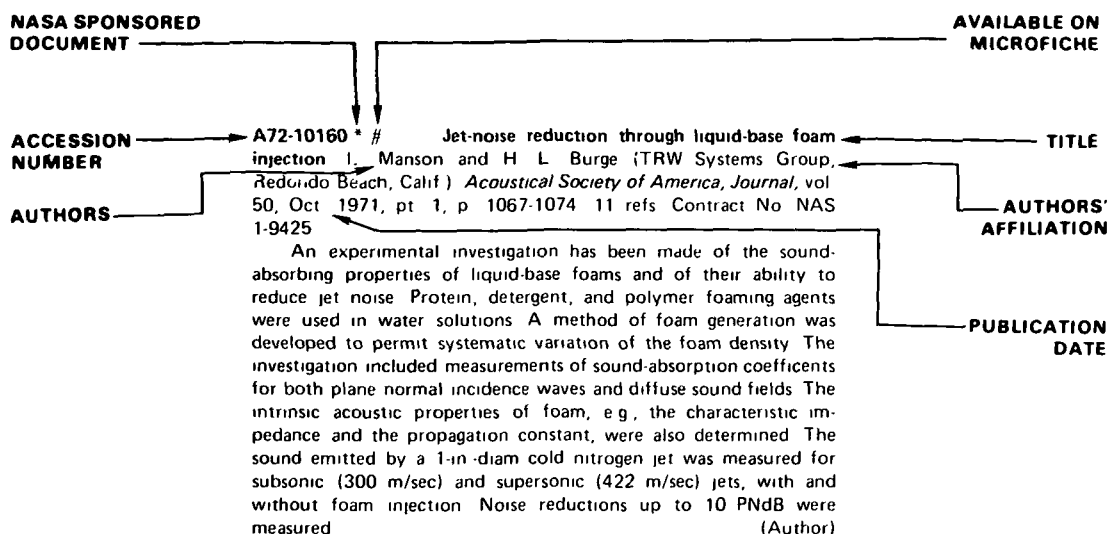 NASA SPONSORED
DOCUMENT
AVAILABLE ON
MICROFICHE
ACCESSION
NUMBER
A72-10160 * # Jet-noise reduction through liquid-base foam
TITLE
injection I. Manson and H L Burge (TRW Systems Group,
Redondo Beach, Calif ) Acoustical Society of America, Journal, vol
AUTHORS
50, Oct 1971, pt 1, p 1067-1074 11 refs Contract No NAS
1-9425
AUTHORS'
AFFILIATION
An experimental investigation has been made of the sound-
absorbing properties of liquid-base foams and of their ability to
reduce jet noise Protein, detergent, and polymer foaming agents
were used in water solutions A method of foam generation was
developed to permit systematic variation of the foam density The
PUBLICATION
DATE
investigation included measurements of sound-absorption coefficents
for both plane normal incidence waves and diffuse sound fields The
intrinsic acoustic properties of foam, e g , the characteristic im-
pedance and the propagation constant, were also determined The
sound emitted by a 1-in -diam cold nitrogen jet was measured for
subsonic (300 m/sec) and supersonic (422 m/sec) jets, with and
without foam injection Noise reductions up to 10 PNdB were
measured (Author)